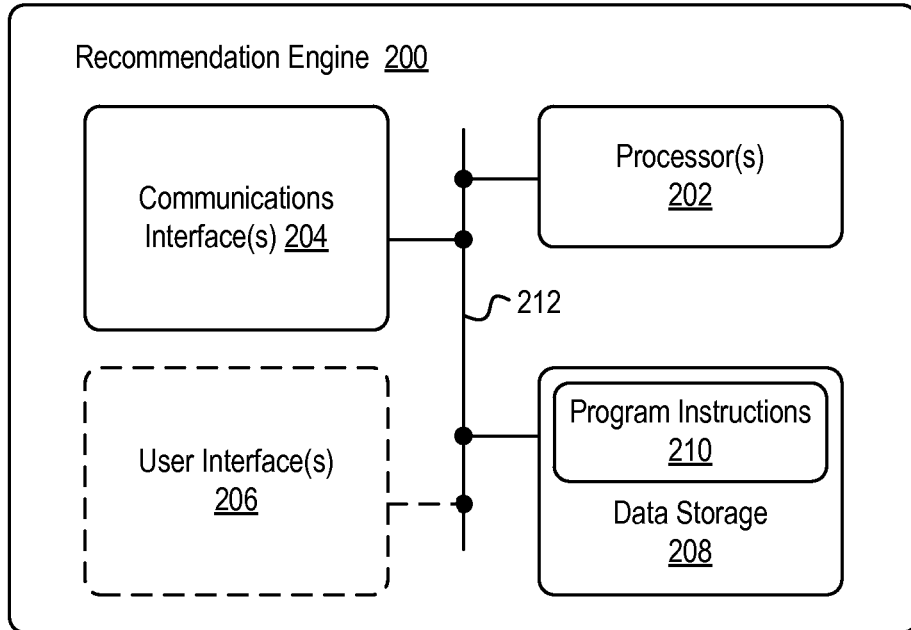 Recommendation Engine 200
Communications
Interface(s) 204
Processor(s)
202
212
User Interface(s)
206
Program Instructions
210
Data Storage
208